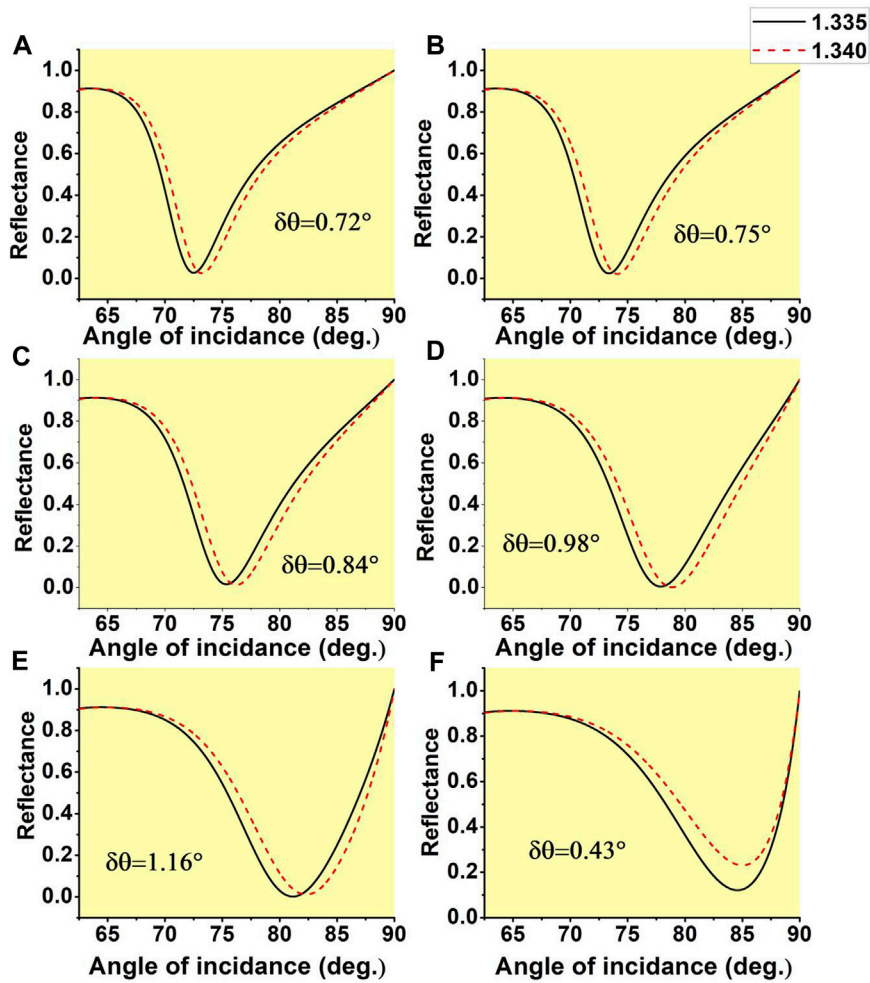 1.335
1.340
A
1.0
0.8
0.6
0.4
0.2
0.0
Reflectance
δθ=0.72°
65 70 75 80 85 90
Angle of incidance (deg.)
B
1.0
0.8
0.6
0.4
0.2
0.0
Reflectance
δθ=0.75°
65 70 75 80 85 90
Angle of incidance (deg.)
C
1.0
0.8
0.6
0.4
0.2
0.0
Reflectance
δθ=0.84°
65 70 75 80 85 90
Angle of incidance (deg.)
D
1.0
0.8
0.6
0.4
0.2
0.0
Reflectance
δθ=0.98°
65 70 75 80 85 90
Angle of incidance (deg.)
E
1.0
0.8
0.6
0.4
0.2
0.0
Reflectance
δθ=1.16°
65 70 75 80 85 90
Angle of incidance (deg.)
F
1.0
0.8
0.6
0.4
0.2
0.0
Reflectance
δθ=0.43°
65 70 75 80 85 90
Angle of incidance (deg.)